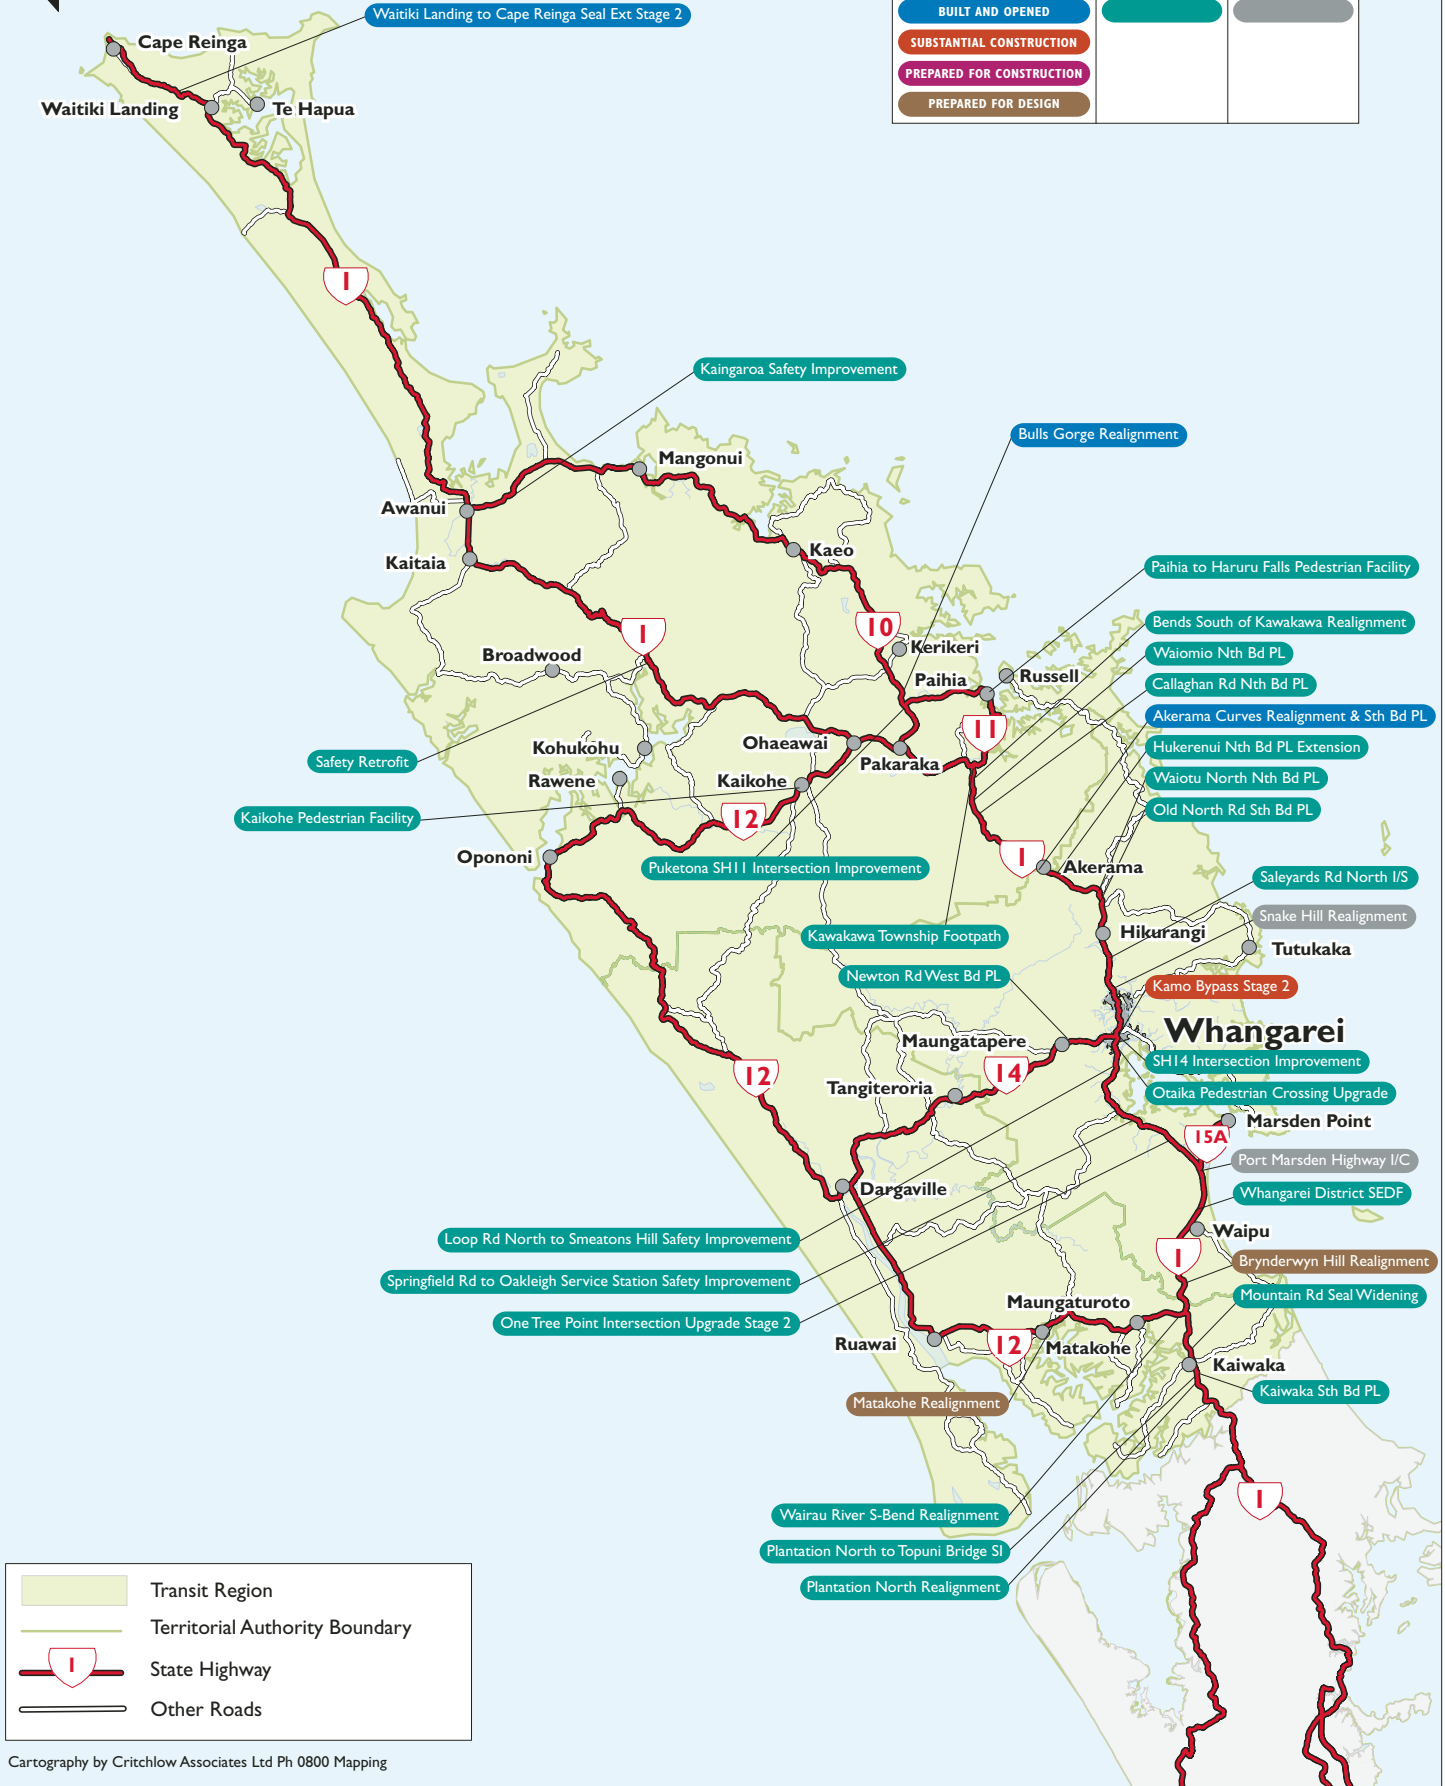 Waitiki Landing to Cape Reinga Seal Ext Stage 2
BUILT AND OPENED
SUBSTANTIAL CONSTRUCTION
PREPARED FOR CONSTRUCTION
PREPARED FOR DESIGN
Cape Reinga
Waitiki Landing
Te Hapua
1
Kaingaroa Safety Improvement
Bulls Gorge Realignment
Mangonui
Awanui
Kaeo
Kaitaia
Paihia to Haruru Falls Pedestrian Facility
Bends South of Kawakawa Realignment
1
10
Kerikeri
Broadwood
Waiomio Nth Bd PL
Paihia
Russell
Callaghan Rd Nth Bd PL
Akerama Curves Realignment & Sth Bd PL
11
Ohaeawai
Kohukohu
Hukerenui Nth Bd PL Extension
Safety Retrofit
Pakaraka
Rawene
Kaikohe
Waiotu North Nth Bd PL
Old North Rd Sth Bd PL
Kaikohe Pedestrian Facility
12
Opononi
1
Puketona SH11 Intersection Improvement
Akerama
Saleyards Rd North I/S
Snake Hill Realignment
Kawakawa Township Footpath
Hikurangi
Tutukaka
Newton Rd West Bd PL
Kamo Bypass Stage 2
Whangarei
Maungatapere
SH14 Intersection Improvement
12
14
Tangiteroria
Otaika Pedestrian Crossing Upgrade
Marsden Point
15A
Port Marsden Highway I/C
Dargaville
Whangarei District SEDF
Loop Rd North to Smeatons Hill Safety Improvement
Waipu
1
Brynderwyn Hill Realignment
Springfield Rd to Oakleigh Service Station Safety Improvement
Mountain Rd Seal Widening
Maungaturoto
One Tree Point Intersection Upgrade Stage 2
Ruawai
12
Matakohe
Kaiwaka
Kaiwaka Sth Bd PL
Matakohe Realignment
1
Wairau River S-Bend Realignment
Plantation North to Topuni Bridge SI
Plantation North Realignment
Transit Region
Territorial Authority Boundary
1
State Highway
Other Roads
Cartography by Critchlow Associates Ltd Ph 0800 Mapping